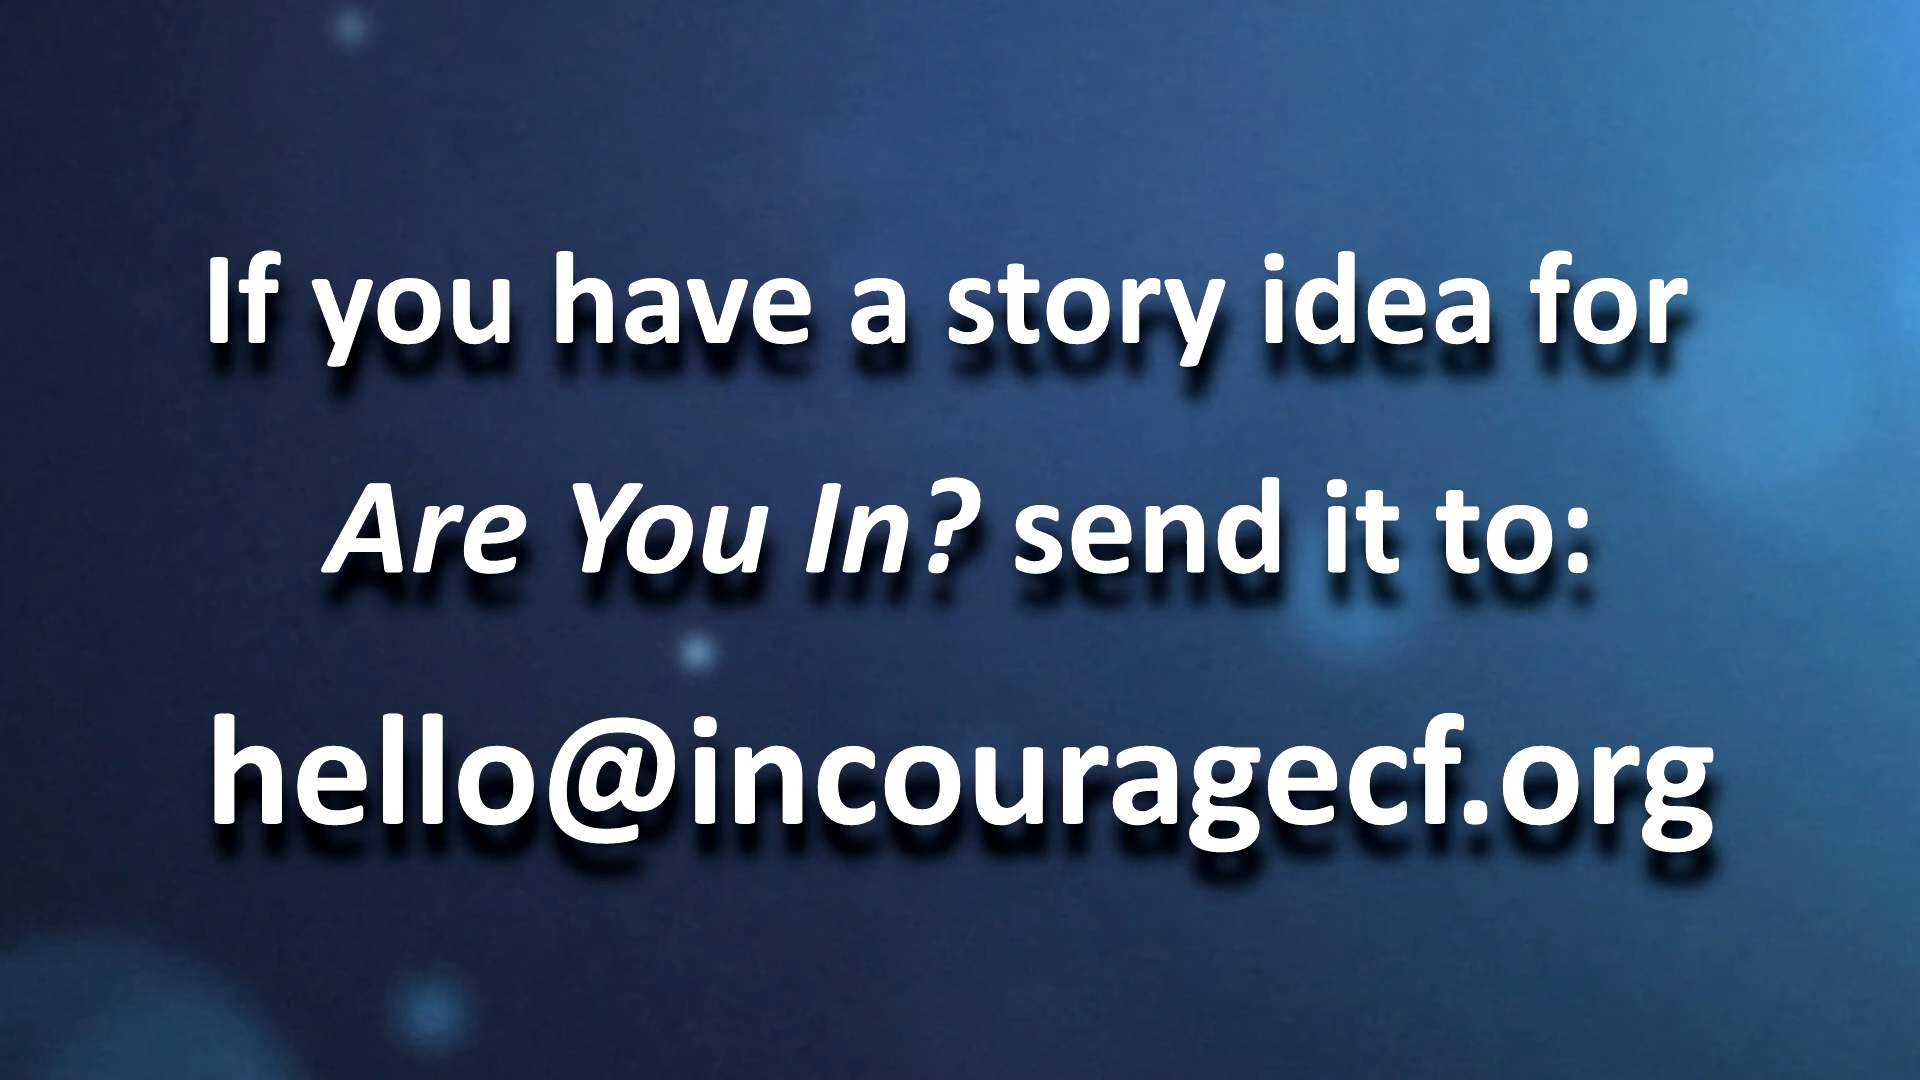 If you have a story idea for
Are You In? send it to:
hello@incouragecf.org